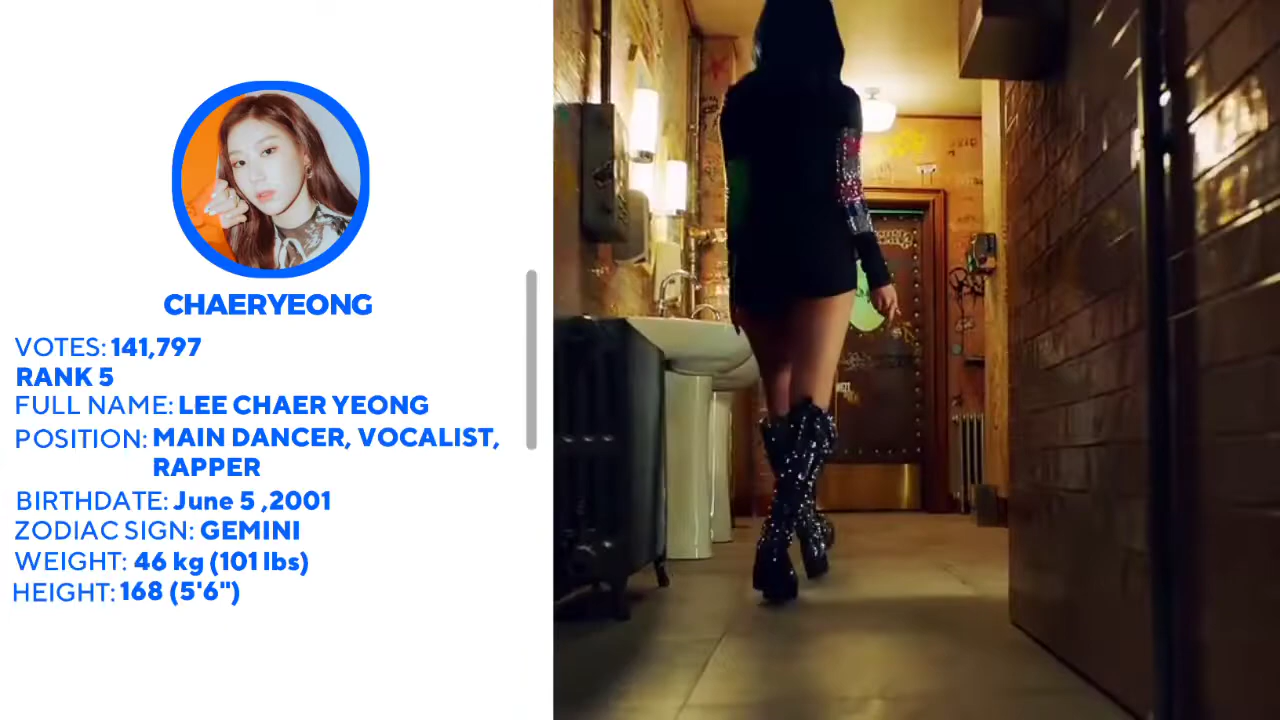 CHAERYEONG
VOTES: 141,797
RANK 5
FULL NAME: LEE CHAER YEONG
POSITION: MAIN DANCER, VOCALIST,
RAPPER
BIRTHDATE: June 5 ,2001
ZODIAC SIGN: GEMINI
WEIGHT: 46 kg (101 lbs)
HEIGHT: 168 (5'6")